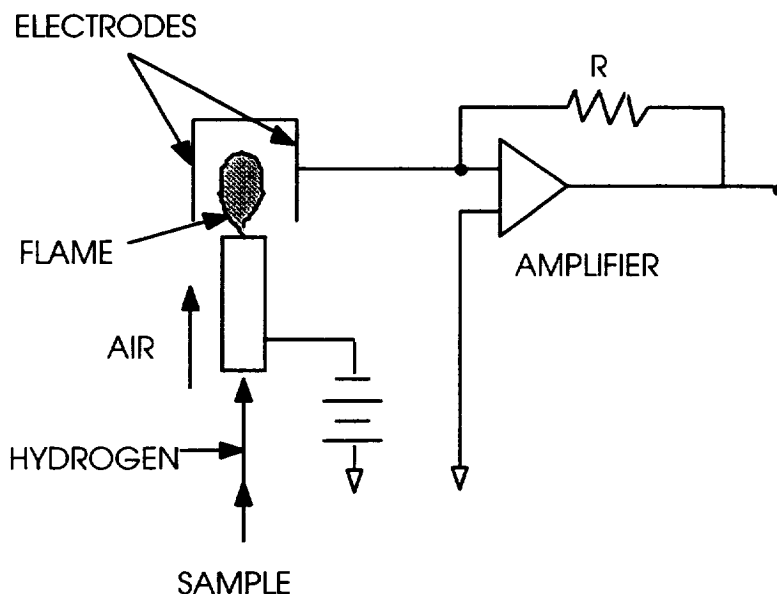 ELECTRODES
R
FLAME
AMPLIFIER
AIR
HYDROGEN
SAMPLE